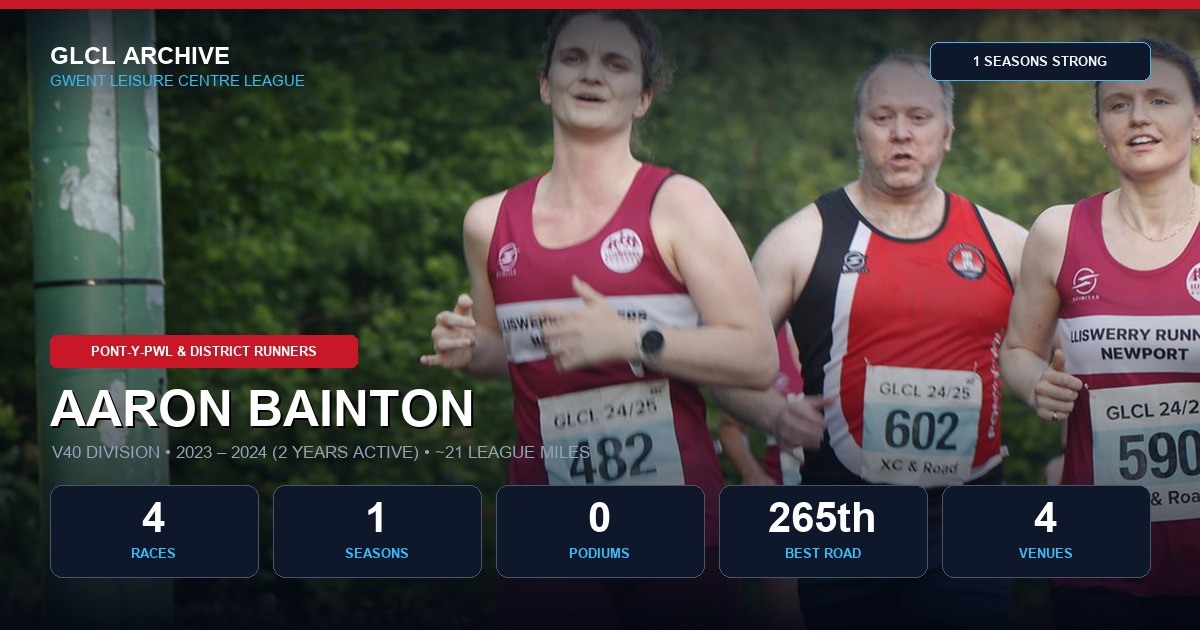 GLCL ARCHIVE
GWENT LEISURE CENTRE LEAGUE
1 SEASONS STRONG
SCIMITAR
LLISWERRY RUNN
NEWPORT
GLCL 24/25
482
GLCL 24/25
602
XC & Road
GLCL 24/2
590
& Roa
PONT-Y-PWL & DISTRICT RUNNERS
AARON BAINTON
V40 DIVISION • 2023 – 2024 (2 YEARS ACTIVE) • ~21 LEAGUE MILES
4
RACES
1
SEASONS
0
PODIUMS
265th
BEST ROAD
4
VENUES